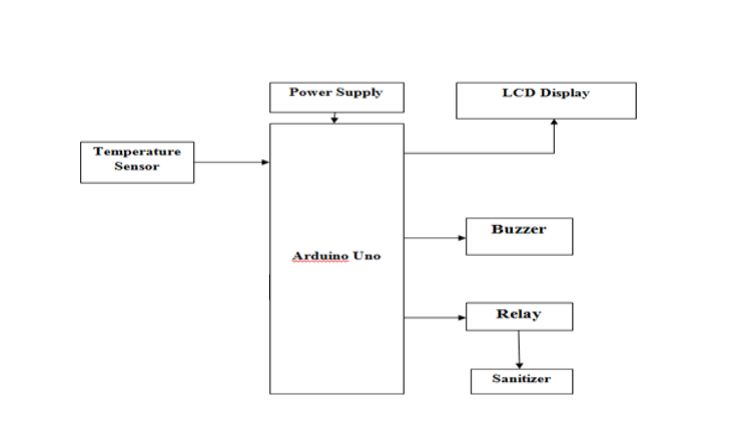 Power Supply
LCD Display
Temperature
Sensor
Buzzer
Arduino Uno
Relay
Sanitizer